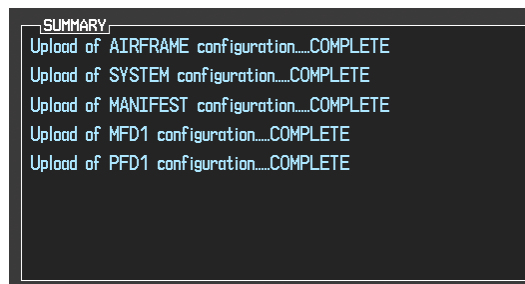 SUMMARY
Upload of AIRFRAME configuration.....COMPLETE
Upload of SYSTEM configuration.....COMPLETE
Upload of MANIFEST configuration.....COMPLETE
Upload of MFD1 configuration.....COMPLETE
Upload of PFD1 configuration.....COMPLETE